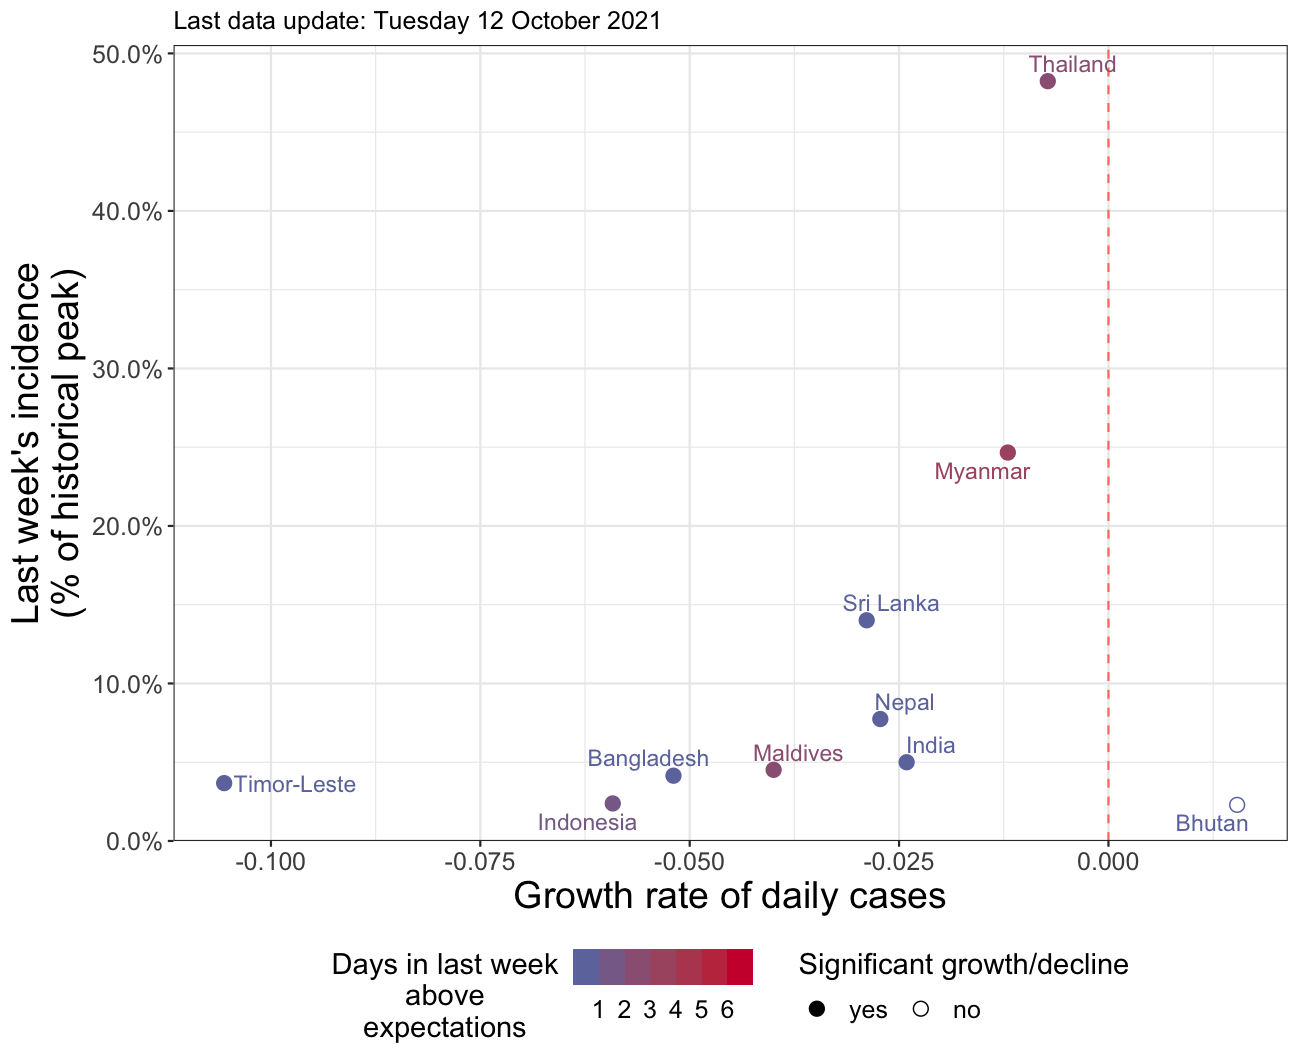 Last data update: Tuesday 12 October 2021
50.0%
40.0%
30.0%
20.0%
10.0%
0.0%
Last week's incidence
(% of historical peak)
Thailand
Myanmar
Sri Lanka
Nepal
India
Maldives
Bangladesh
Timor-Leste
Indonesia
Bhutan
-0.100 -0.075 -0.050 -0.025 0.000
Growth rate of daily cases
Days in last week
above
expectations
1 2 3 4 5 6
Significant growth/decline
yes no